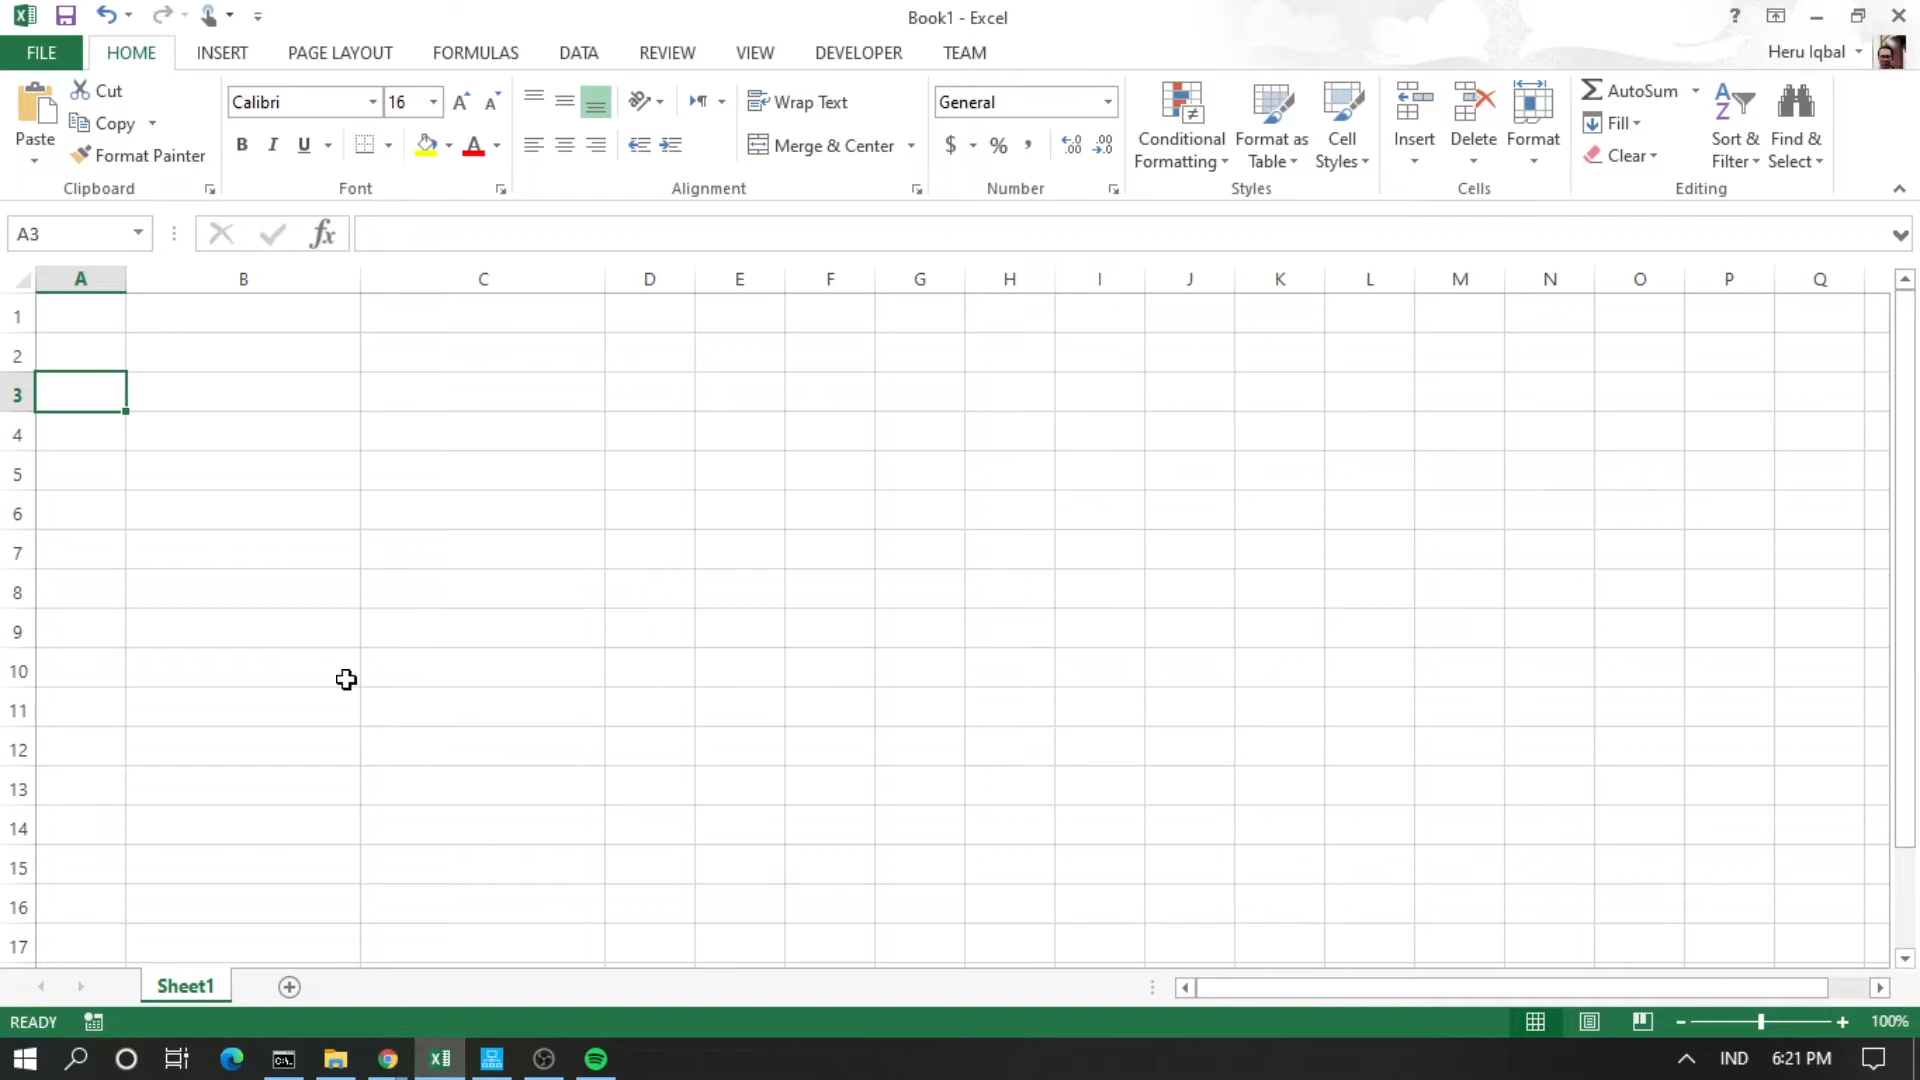 Book1 - Excel
?
FILE HOME INSERT PAGE LAYOUT FORMULAS DATA REVIEW VIEW DEVELOPER TEAM
Heru Iqbal
Paste
Cut
Copy
Format Painter
Clipboard
Calibri 16
B I U
Font
Wrap Text
Merge & Center
Alignment
General
$ % ,
Number
Conditional
Formatting
Format as
Table
Cell
Styles
Styles
Insert
Delete
Format
Cells
AutoSum
Fill
Clear
Sort &
Filter
Find &
Select
Editing
A3
fx
A B C D E F G H I J K L M N O P Q
1
2
3
4
5
6
7
8
9
10
11
12
13
14
15
16
17
Sheet1
READY
100%
IND 6:21 PM